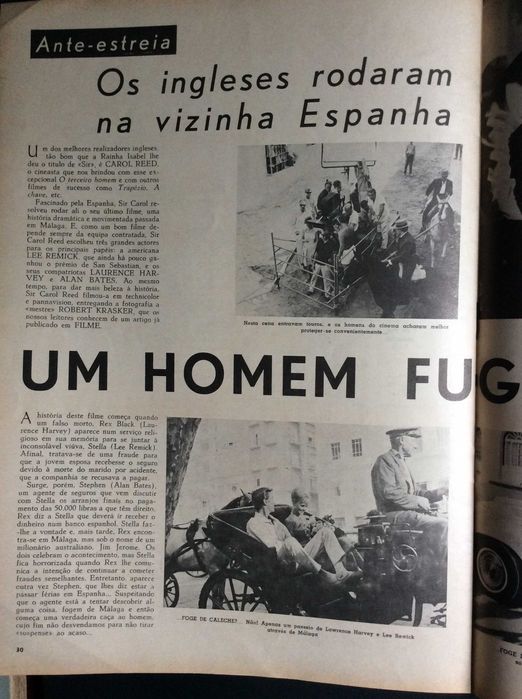 Ante-estreia
Os ingleses rodaram
na vizinha Espanha
Um dos melhores realizadores ingleses,
tão bom que a Rainha Isabel lhe
deu o título de «Sir», é CAROL REED,
o cineasta que nos brindou com esse ex-
cepcional O terceiro homem e com outros
filmes de sucesso como Trapézio, A
chave, etc.
Fascinado pela Espanha, Sir Carol re-
solveu rodar ali o seu último filme, uma
história dramática e movimentada passada
em Málaga. E, como um bom filme de-
pende sempre da equipa contratada, Sir
Carol Reed escolheu três grandes actores
para os principais papéis: a americana
LEE REMICK, que ainda há pouco ga-
nhou o prémio de San Sebastian, e os
seus compatriotas LAURENCE HAR-
VEY e ALAN BATES. Ao mesmo
tempo, para dar mais beleza à história,
Sir Carol Reed filmou-a em technicolor
e pannavision, entregando a fotografia a
«mestre» ROBERT KRASKER, que os
nossos leitores conhecem de um artigo já
publicado em FILME.
Nesta cena entravam touros, e os homens do cinema acharam melhor
proteger-se convenientemente...
UM HOMEM FUG
A história deste filme começa quando
um falso morto, Rex Black (Lau-
rence Harvey) aparece num serviço reli-
gioso em sua memória para se juntar à
inconsolável viúva, Stella (Lee Remick).
Afinal, tratava-se de uma fraude para
que a jovem esposa recebesse o seguro
devido à morte do marido por acidente,
que a companhia se recusava a pagar.
Surge, porém, Stephen (Alan Bates),
um agente de seguros que vem discutir
com Stella os arranjos finais no paga-
mento das 50.000 libras a que têm direito.
Rex diz a Stella que deverá ir receber o
dinheiro num banco espanhol. Stella faz-
-lhe a vontade e, mais tarde, Rex encon-
tra-se em Málaga, mas sob o nome de um
milionário australiano, Jim Jerome. Os
dois celebram o acontecimento, mas Stella
fica horrorizada quando Rex lhe comu-
nica a intenção de continuar a come­ter
fraudes semelhantes. Entretanto, aparece
outra vez Stephen, que lhes diz estar a
passar férias em Espanha... Suspeitando
que o agente está a tentar descobrir al-
guma coisa, fogem de Málaga e então
começa uma verdadeira caça ao homem,
cujo fim não desvendamos para não tirar
«suspense» ao acaso...
...FOGE DE CALECHE? ... Não! Apenas um passeio de Lawrence Harvey e Lee Remick
através de Málaga
30